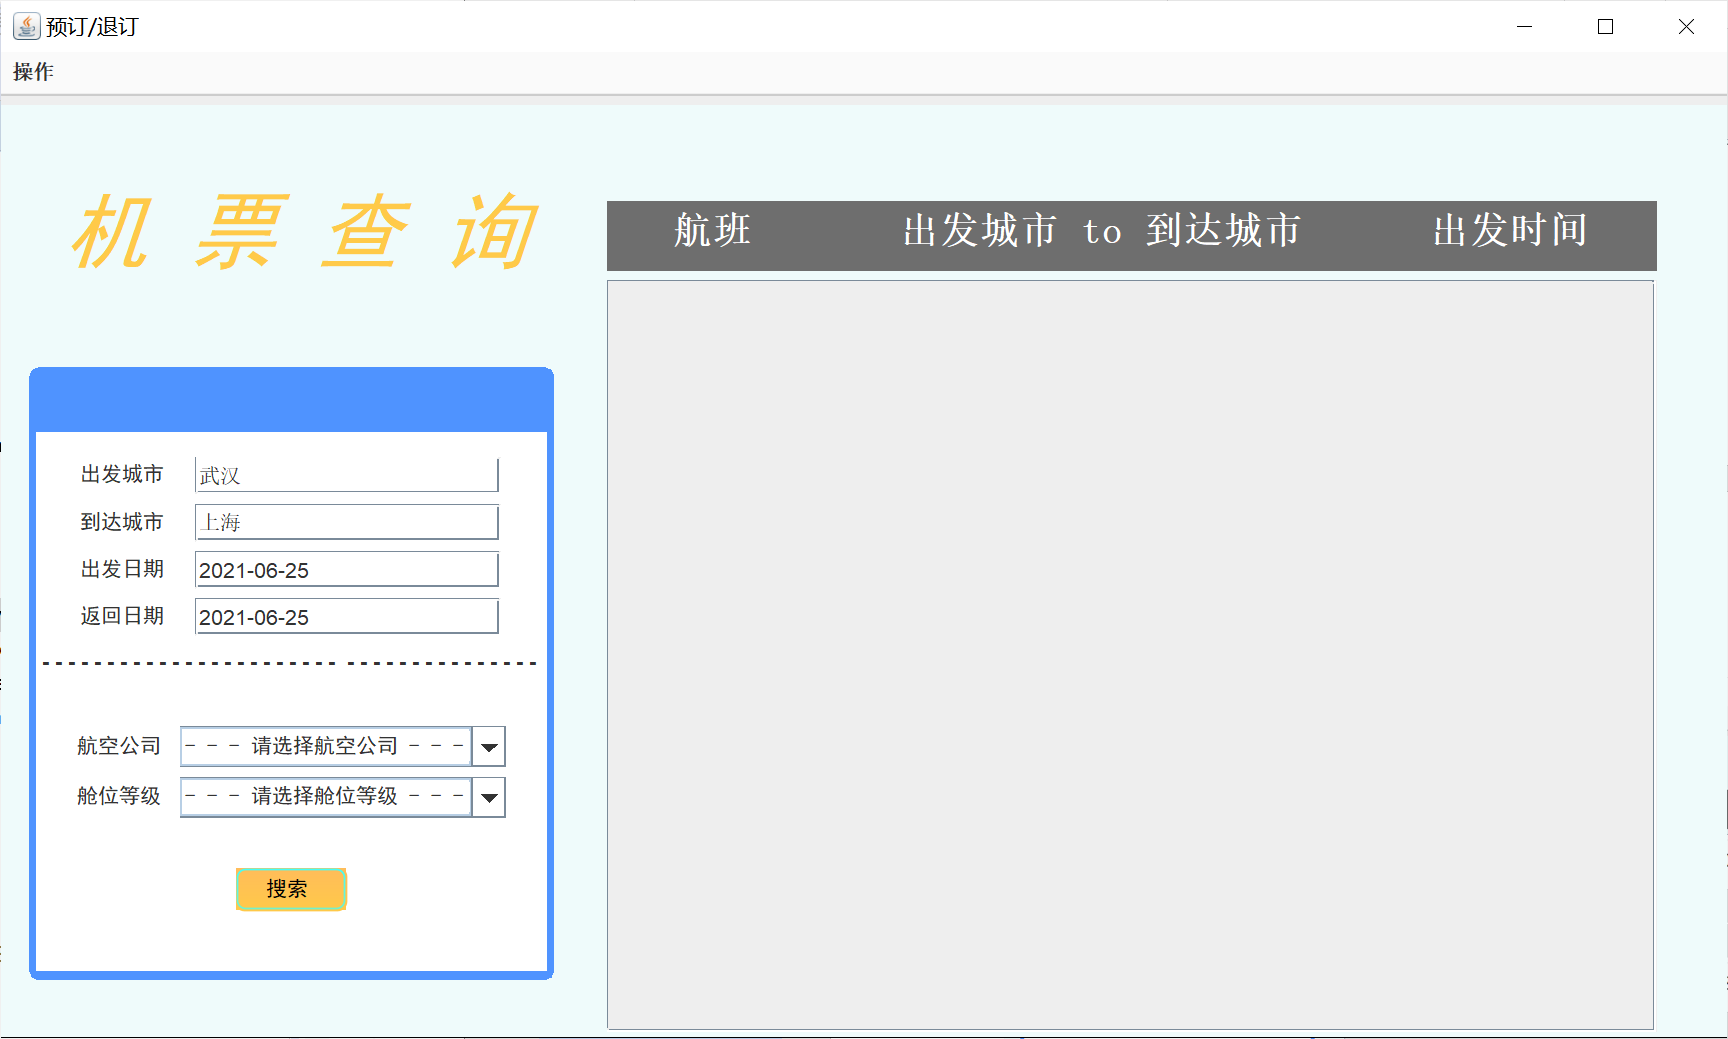 预订/退订
操作
机 票 查 询
航班 出发城市 to 到达城市 出发时间
出发城市 武汉
到达城市 上海
出发日期 2021-06-25
返回日期 2021-06-25
航空公司 - - - 请选择航空公司 - - -
舱位等级 - - - 请选择舱位等级 - - -
搜索